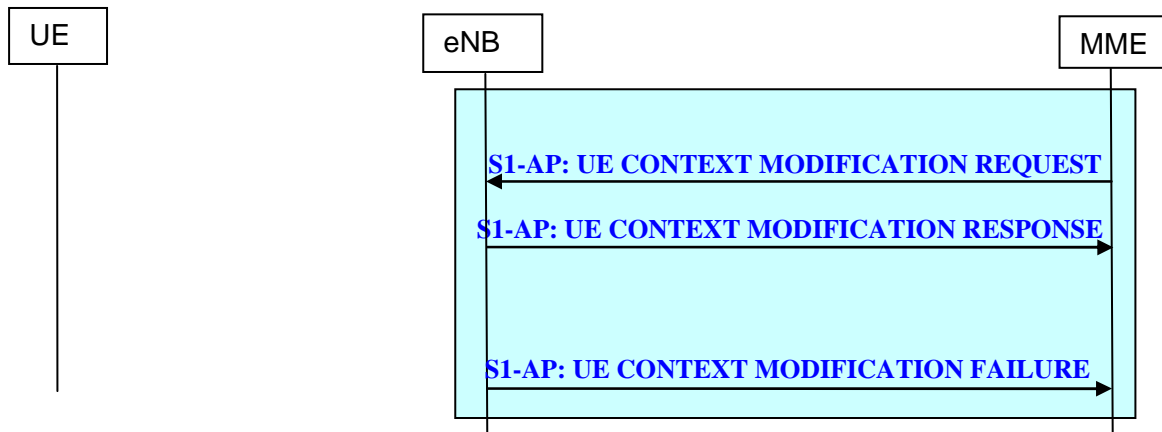 UE
eNB
MME
S1-AP: UE CONTEXT MODIFICATION REQUEST
S1-AP: UE CONTEXT MODIFICATION RESPONSE
S1-AP: UE CONTEXT MODIFICATION FAILURE